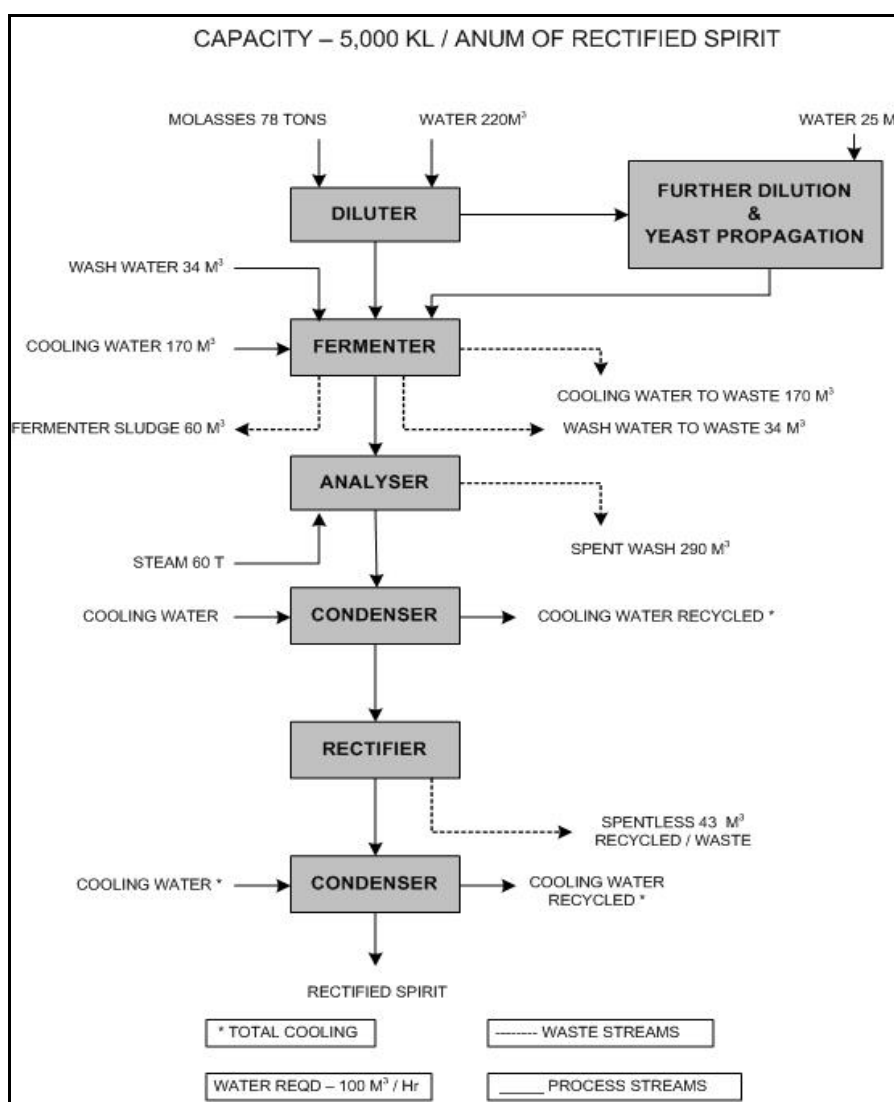 CAPACITY – 5,000 KL / ANUM OF RECTIFIED SPIRIT
MOLASSES 78 TONS
WATER 220M³
WATER 25 M
DILUTER
FURTHER DILUTION
&
YEAST PROPAGATION
WASH WATER 34 M³
COOLING WATER 170 M³
FERMENTER
COOLING WATER TO WASTE 170 M³
FERMENTER SLUDGE 60 M³
WASH WATER TO WASTE 34 M³
ANALYSER
SPENT WASH 290 M³
STEAM 60 T
COOLING WATER
CONDENSER
COOLING WATER RECYCLED *
RECTIFIER
SPENTLESS 43 M³
RECYCLED / WASTE
COOLING WATER *
CONDENSER
COOLING WATER
RECYCLED *
RECTIFIED SPIRIT
* TOTAL COOLING
-------- WASTE STREAMS
WATER REQD – 100 M³ / Hr
_____ PROCESS STREAMS